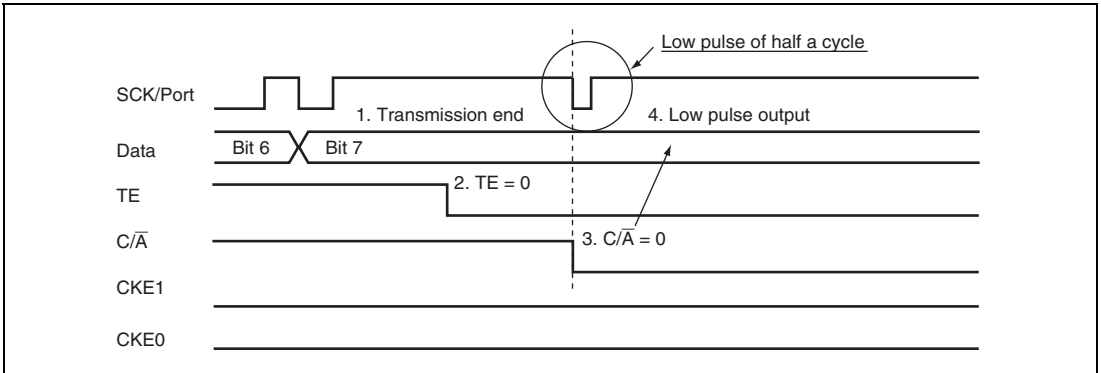 Low pulse of half a cycle
SCK/Port
1. Transmission end
4. Low pulse output
Data
Bit 6
Bit 7
TE
2. TE = 0
C/A̅
3. C/A̅ = 0
CKE1
CKE0